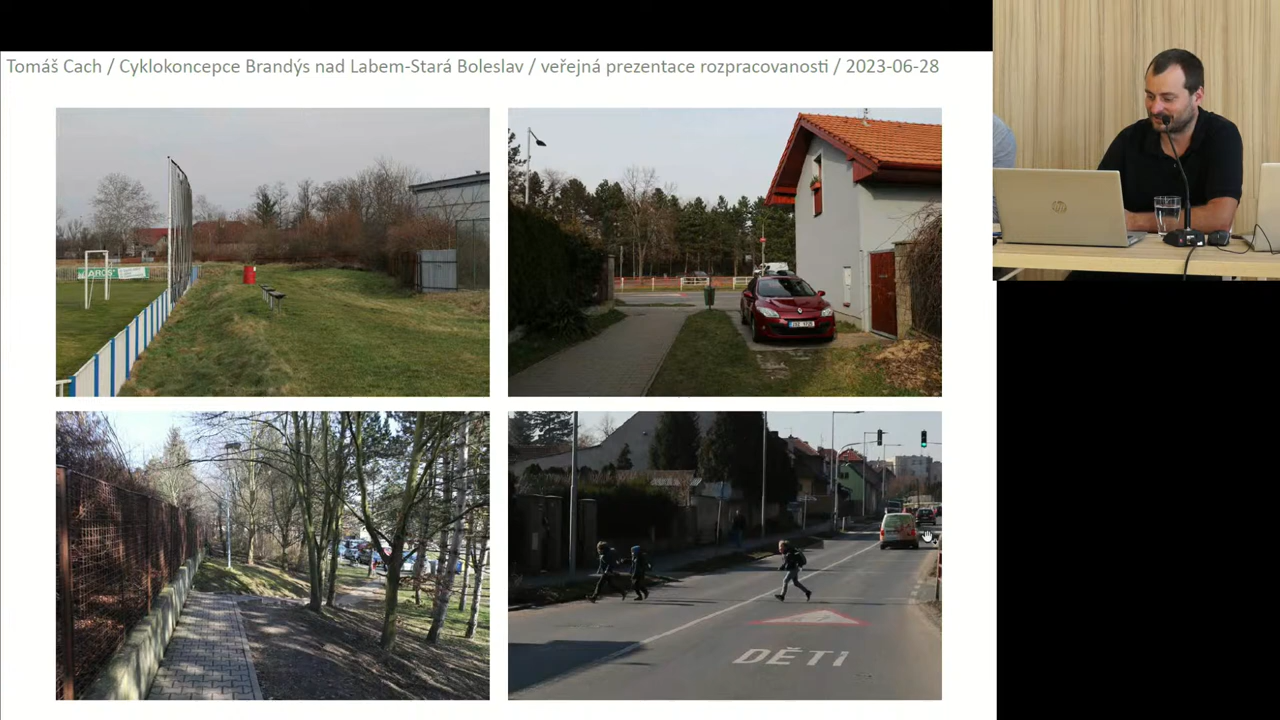 Tomáš Cach / Cyklokoncepce Brandýs nad Labem-Stará Boleslav / veřejná prezentace rozpracovanosti / 2023-06-28
DĚTI